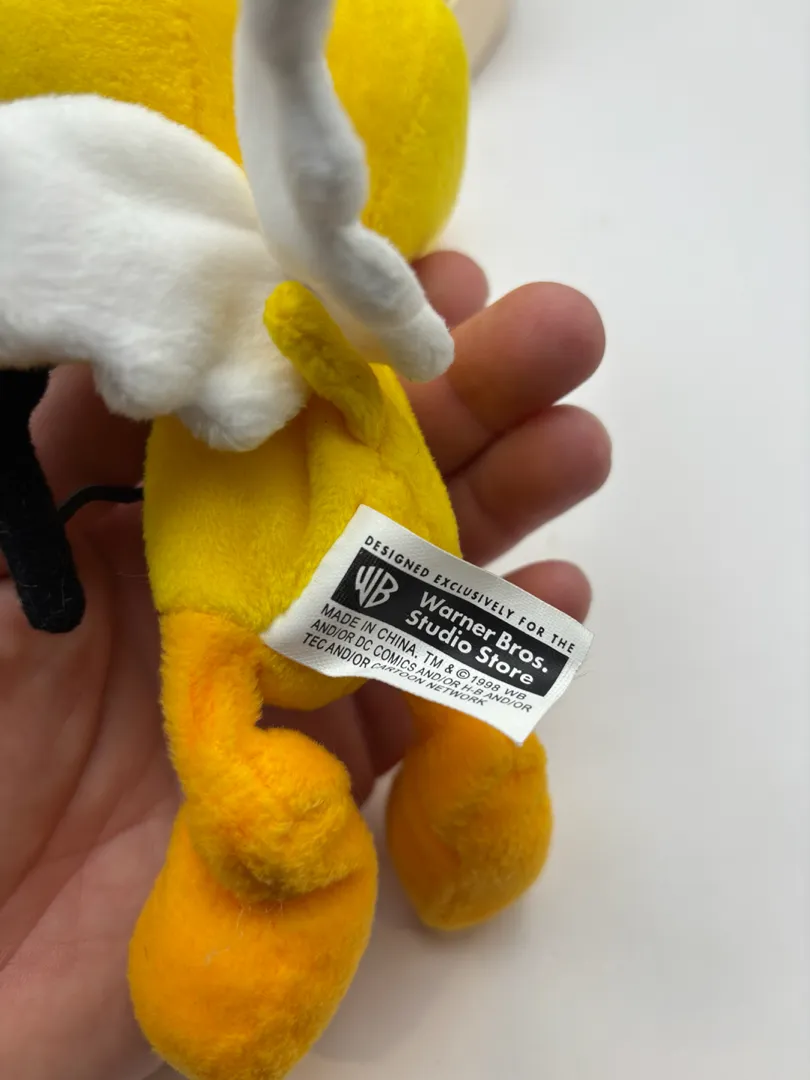 DESIGNED EXCLUSIVELY FOR THE
WB Warner Bros.
Studio Store
MADE IN CHINA. TM & © 1998 WB
AND/OR DC COMICS AND/OR H-B AND/OR
TEC AND/OR CARTOON NETWORK